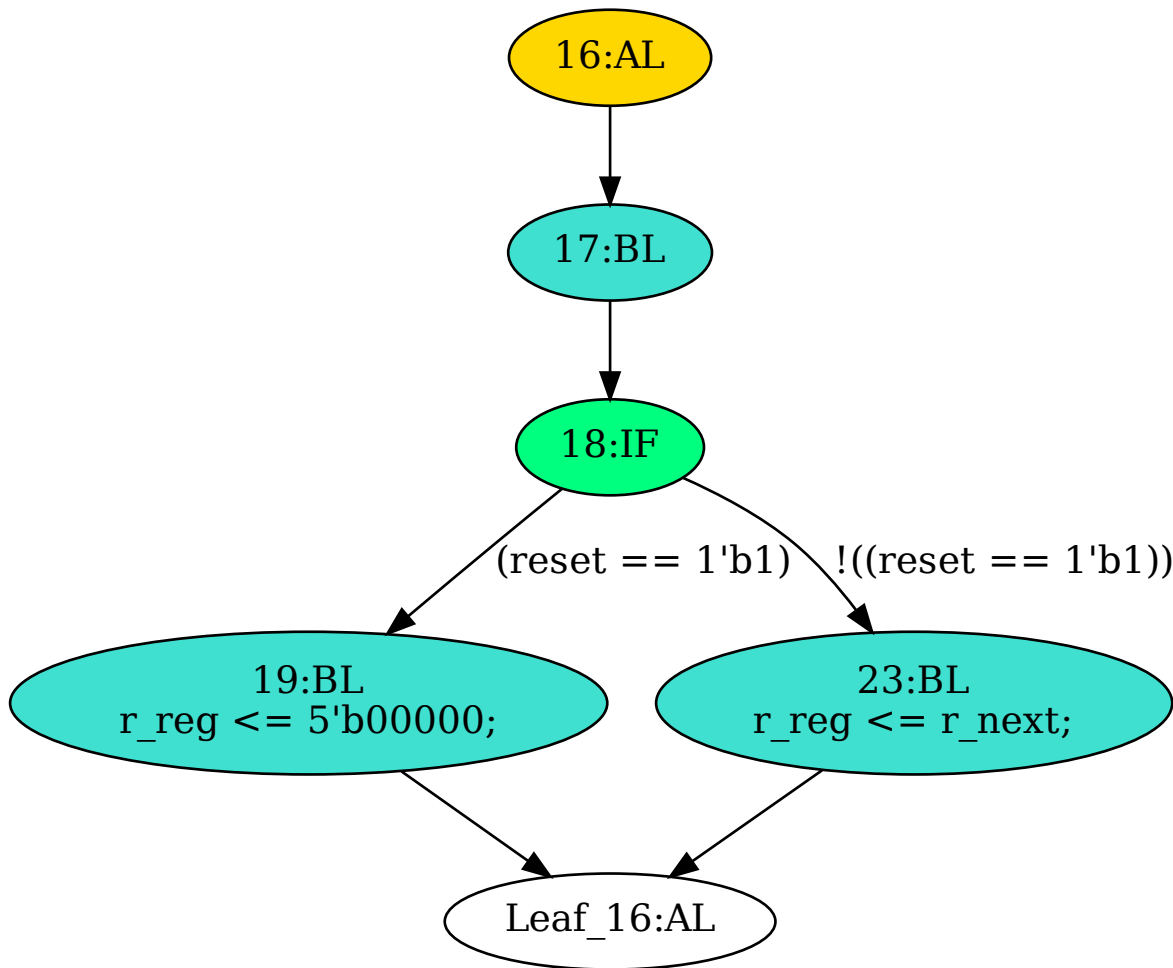 16:AL
17:BL
18:IF
(reset == 1'b1)
!((reset == 1'b1))
19:BL
r_reg <= 5'b00000;
23:BL
r_reg <= r_next;
Leaf_16:AL